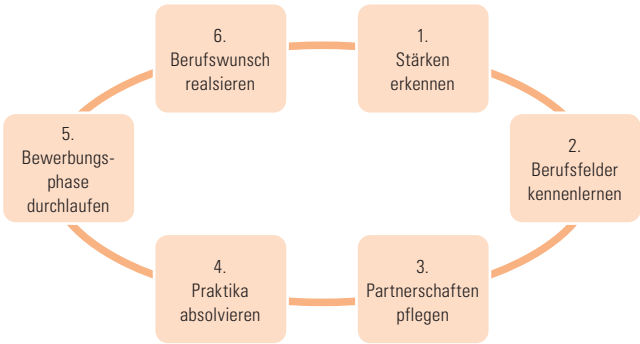 1.
Stärken
erkennen
2.
Berufsfelder
kennenlernen
3.
Partnerschaften
pflegen
4.
Praktika
absolvieren
5.
Bewerbungs-
phase
durchlaufen
6.
Berufswunsch
realsieren